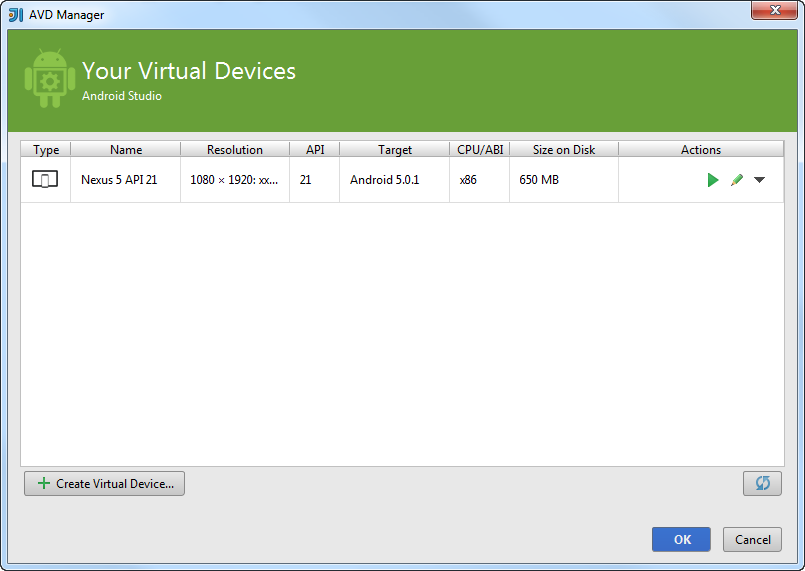 AVD Manager
Your Virtual Devices
Android Studio
Type Name Resolution API Target CPU/ABI Size on Disk Actions
Nexus 5 API 21 1080 × 1920: xx... 21 Android 5.0.1 x86 650 MB
Create Virtual Device...
OK Cancel